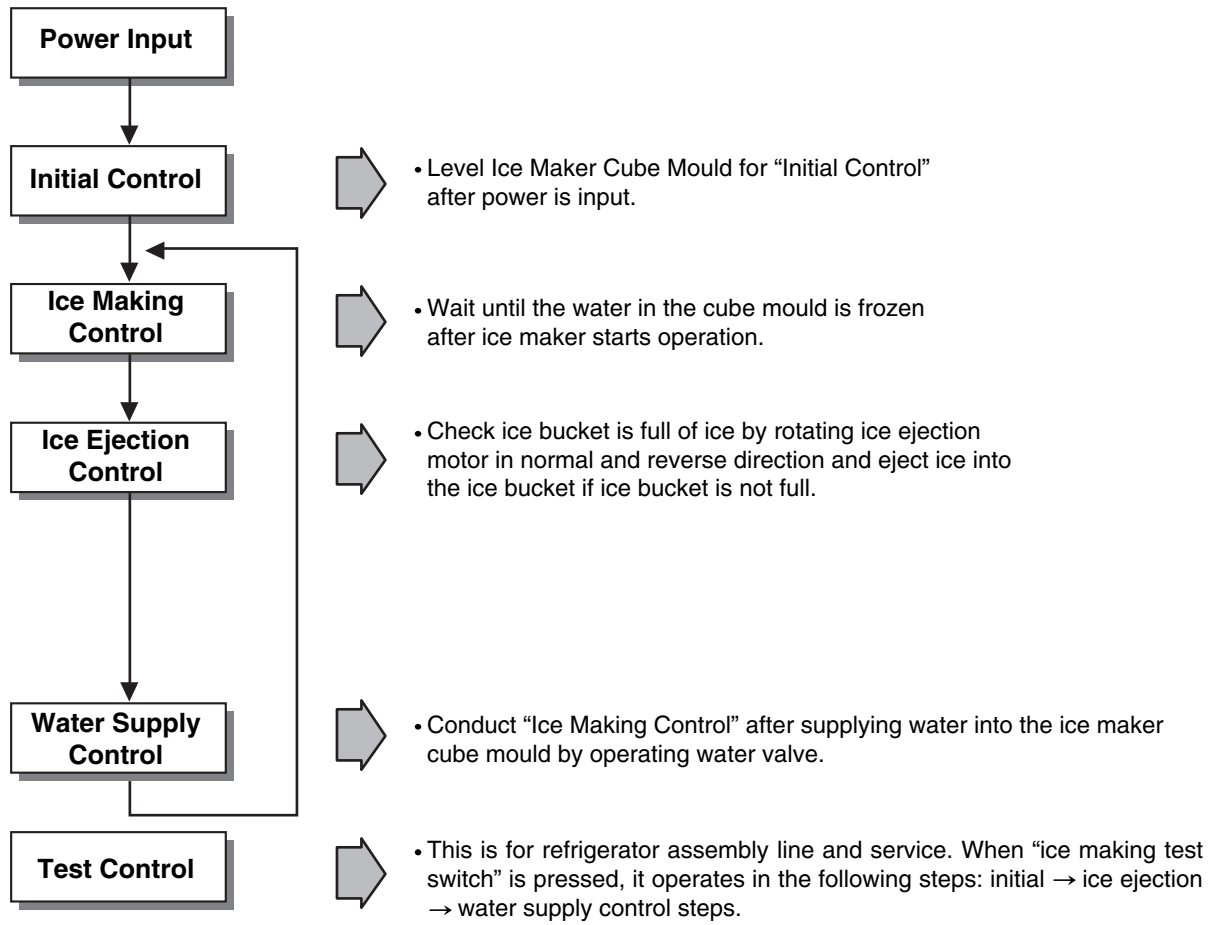 Power Input
Initial Control
• Level Ice Maker Cube Mould for “Initial Control”
after power is input.
Ice Making
Control
• Wait until the water in the cube mould is frozen
after ice maker starts operation.
Ice Ejection
Control
• Check ice bucket is full of ice by rotating ice ejection
motor in normal and reverse direction and eject ice into
the ice bucket if ice bucket is not full.
Water Supply
Control
• Conduct “Ice Making Control” after supplying water into the ice maker
cube mould by operating water valve.
Test Control
• This is for refrigerator assembly line and service. When “ice making test
switch” is pressed, it operates in the following steps: initial → ice ejection
→ water supply control steps.